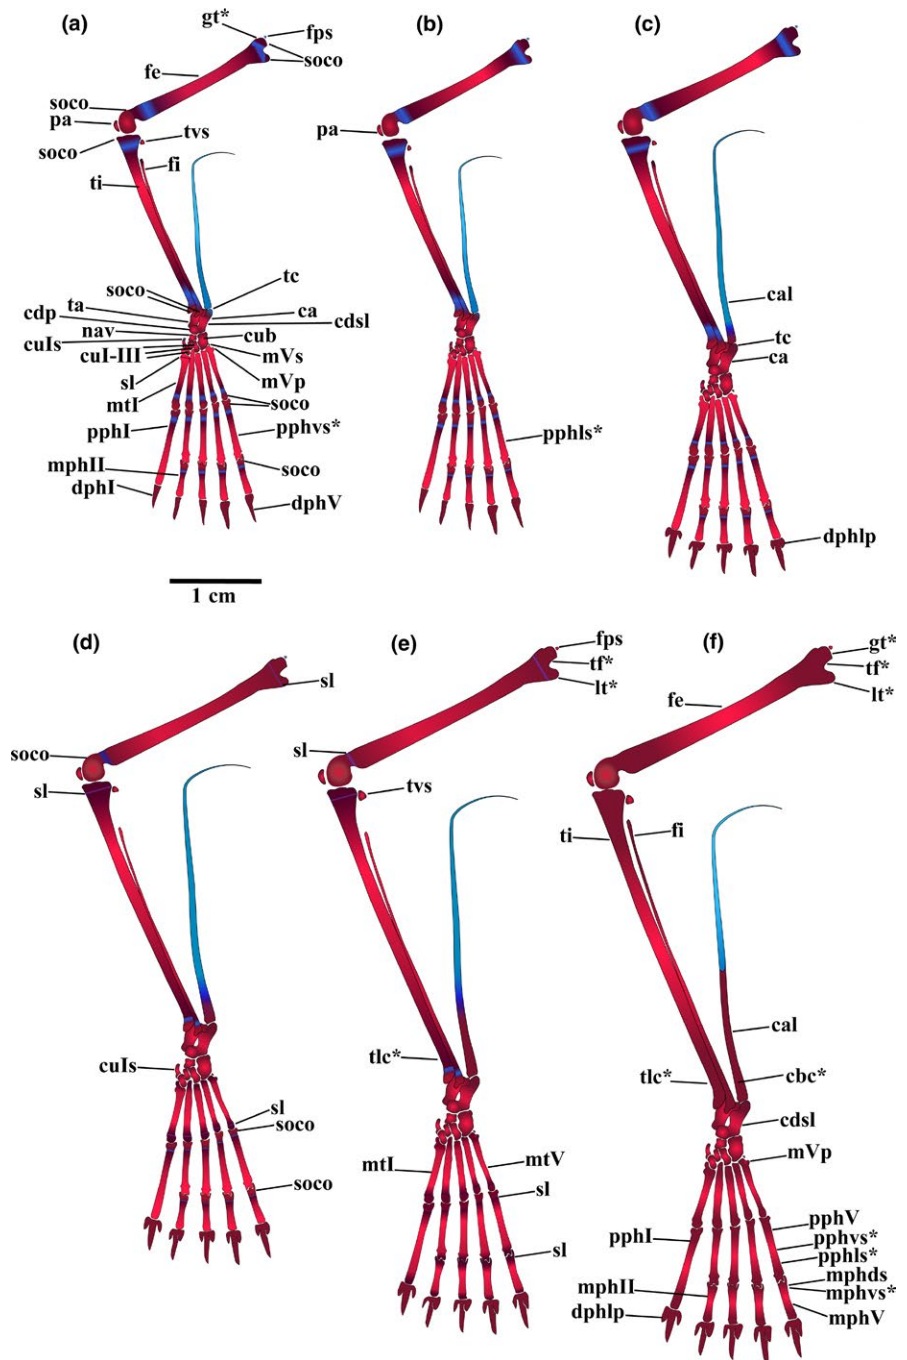 (a)
gt*
fps
soco
fe
soco
pa
soco
tvs
fi
ti
soco
tc
ta
ca
cdp
cdsl
nav
cub
cuIs
cuI-III
mVs
sl
mVp
mtI
soco
pphI
pphvs*
mphII
soco
dphI
dphV
1 cm
(b)
pa
pphls*
(c)
cal
tc
ca
dphlp
(d)
sl
soco
sl
cuIs
sl
soco
soco
(e)
fps
tf*
lt*
sl
tvs
tlc*
mtI
mtV
sl
sl
(f)
gt*
tf*
lt*
fe
ti
fi
cal
tlc*
cbc*
cdsl
mVp
pphI
pphV
pphvs*
pphls*
mphII
mphds
mphvs*
dphlp
mphV